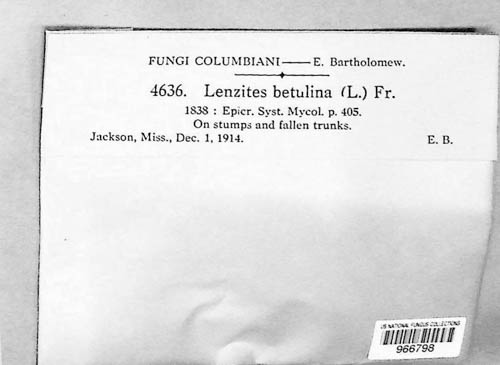 FUNGI COLUMBIANI — E. Bartholomew.
4636. Lenzites betulina (L.) Fr.
1838 : Epicr. Syst. Mycol. p. 405.
On stumps and fallen trunks.
Jackson, Miss., Dec. 1, 1914. E. B.
US NATIONAL FUNGUS COLLECTIONS
966798